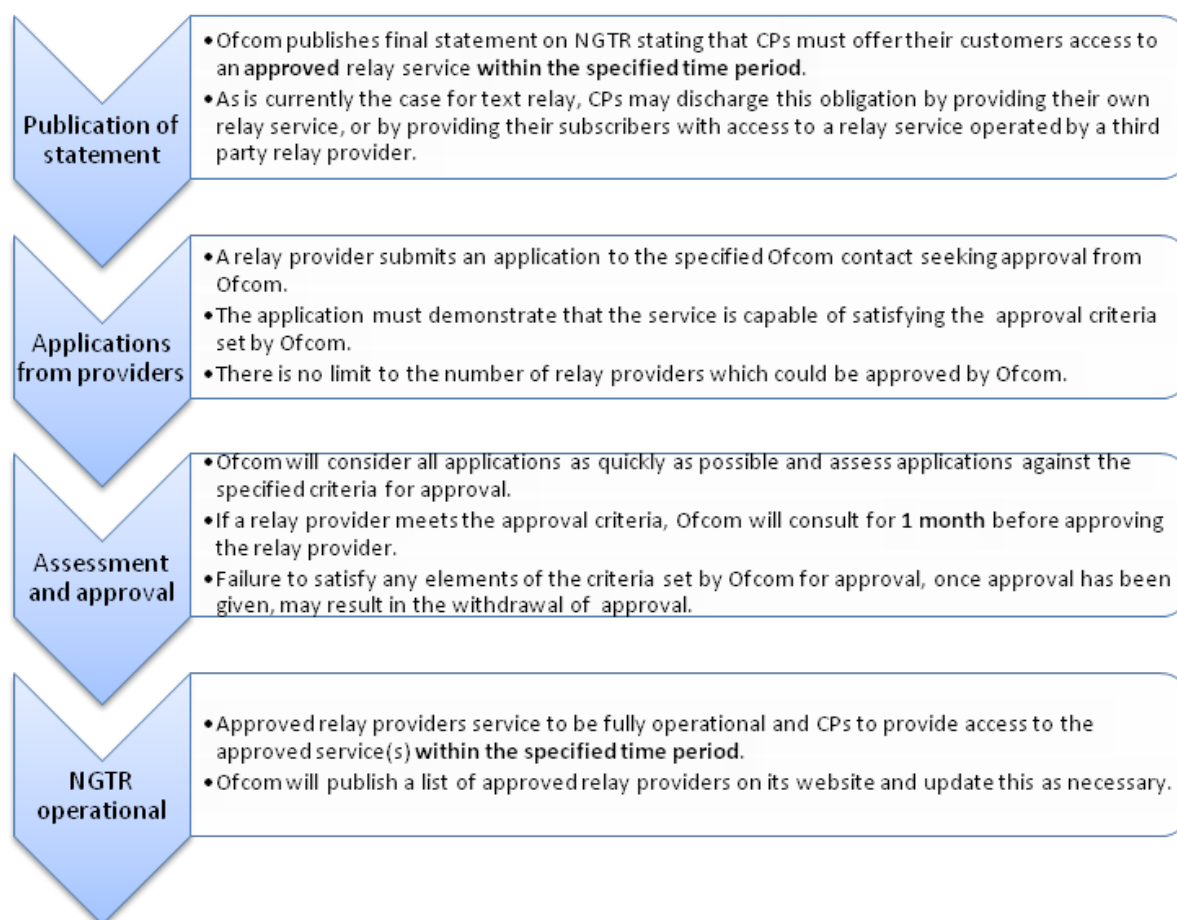 Publication of
statement
•Ofcom publishes final statement on NGTR stating that CPs must offer their customers access to
an approved relay service within the specified time period.
•As is currently the case for text relay, CPs may discharge this obligation by providing their own
relay service, or by providing their subscribers with access to a relay service operated by a third
party relay provider.
Applications
from providers
•A relay provider submits an application to the specified Ofcom contact seeking approval from
Ofcom.
•The application must demonstrate that the service is capable of satisfying the approval criteria
set by Ofcom.
•There is no limit to the number of relay providers which could be approved by Ofcom.
Assessment
and approval
•Ofcom will consider all applications as quickly as possible and assess applications against the
specified criteria for approval.
•If a relay provider meets the approval criteria, Ofcom will consult for 1 month before approving
the relay provider.
•Failure to satisfy any elements of the criteria set by Ofcom for approval, once approval has been
given, may result in the withdrawal of approval.
NGTR
operational
•Approved relay providers service to be fully operational and CPs to provide access to the
approved service(s) within the specified time period.
•Ofcom will publish a list of approved relay providers on its website and update this as necessary.